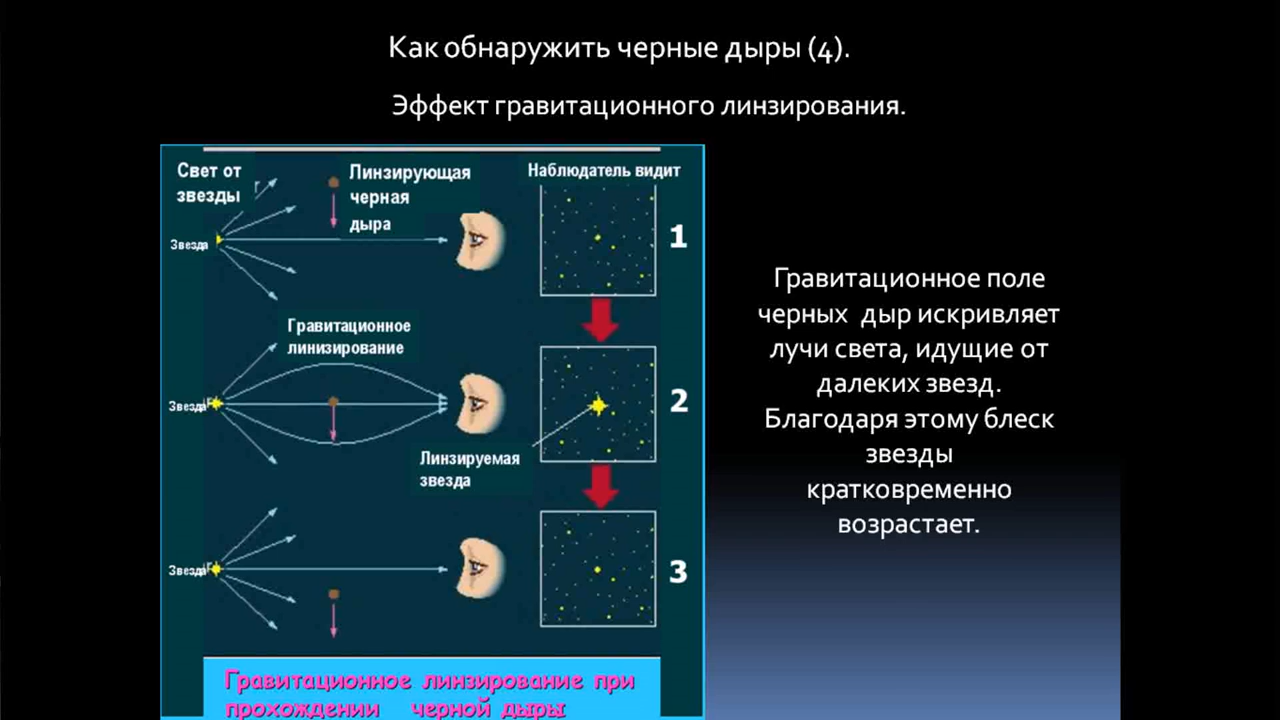 Как обнаружить черные дыры (4).
Эффект гравитационного линзирования.
Свет от
звезды
Линзирующая
черная
дыра
Наблюдатель видит
Звезда
1
Гравитационное
линизирование
Звезда
2
Линзируемая
звезда
Звезда
3
Гравитационное линзирование при
прохождении черной дыры
Гравитационное поле
черных дыр искривляет
лучи света, идущие от
далеких звезд.
Благодаря этому блеск
звезды
кратковременно
возрастает.